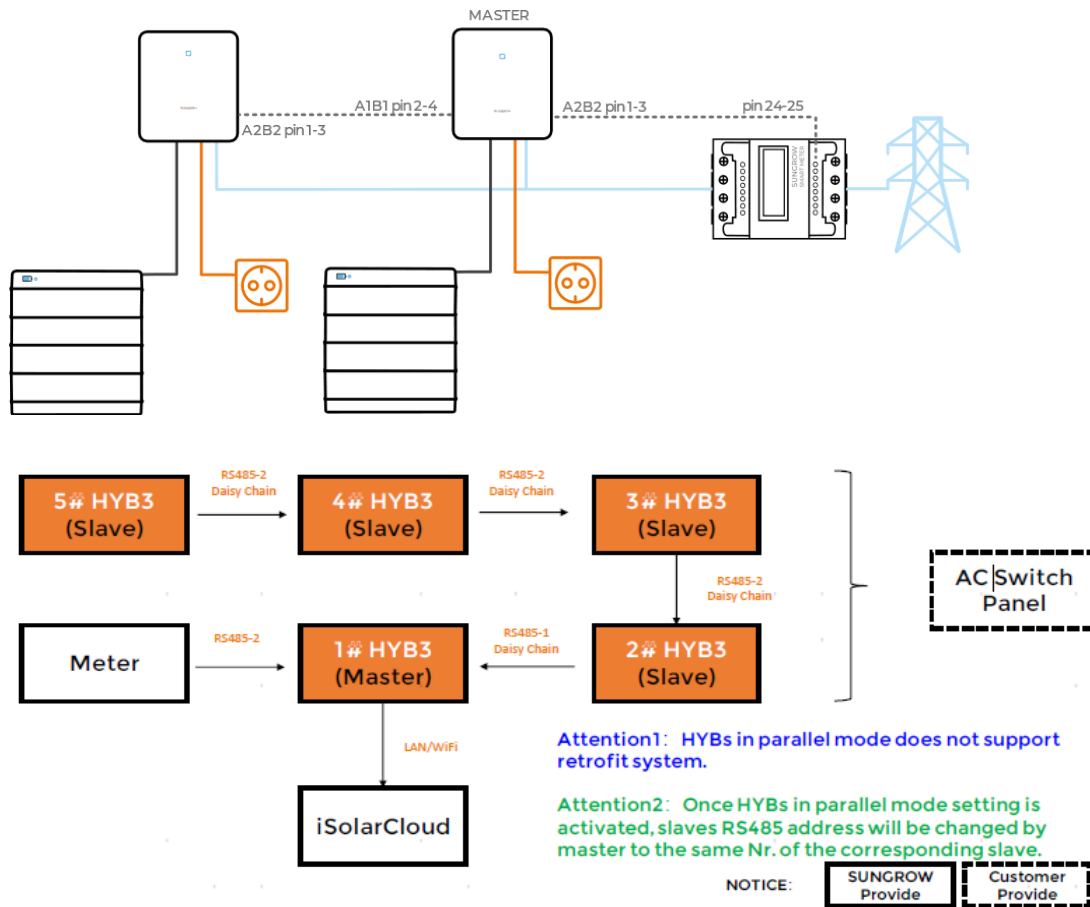 MASTER
A1B1 pin 2-4
A2B2 pin 1-3
pin 24-25
A2B2 pin 1-3
SUNGROW
SMART METER
RS485-2
Daisy Chain
RS485-2
Daisy Chain
5# HYB3
(Slave)
4# HYB3
(Slave)
3# HYB3
(Slave)
RS485-2
Daisy Chain
AC Switch
Panel
RS485-2
RS485-1
Daisy Chain
Meter
1# HYB3
(Master)
2# HYB3
(Slave)
LAN/WiFi
Attention1: HYBs in parallel mode does not support
retrofit system.
iSolarCloud
Attention2: Once HYBs in parallel mode setting is
activated, slaves RS485 address will be changed by
master to the same Nr. of the corresponding slave.
NOTICE:
SUNGROW
Provide
Customer
Provide